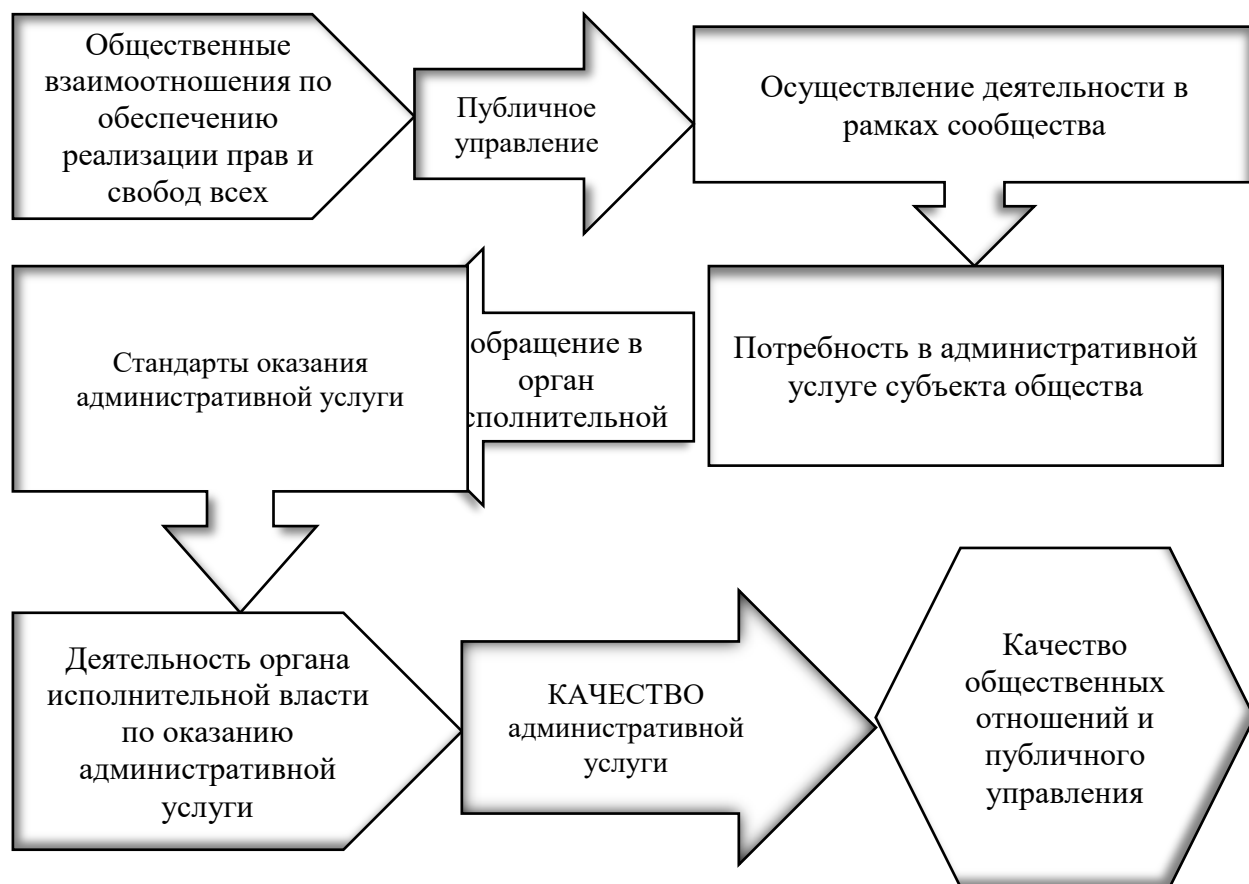 Общественные
взаимоотношения по
обеспечению
реализации прав и
свобод всех
Публичное
управление
Осуществление деятельности в
рамках сообщества
Потребность в административной
услуге субъекта общества
обращение в
орган
сполнительной
Стандарты оказания
административной услуги
Деятельность органа
исполнительной власти
по оказанию
административной
услуги
КАЧЕСТВО
административной
услуги
Качество
общественных
отношений и
публичного
управления